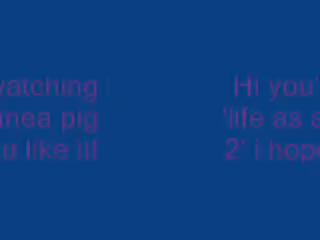 watching
nea pig
u like it!
Hi you'
'life as a
2' i hope